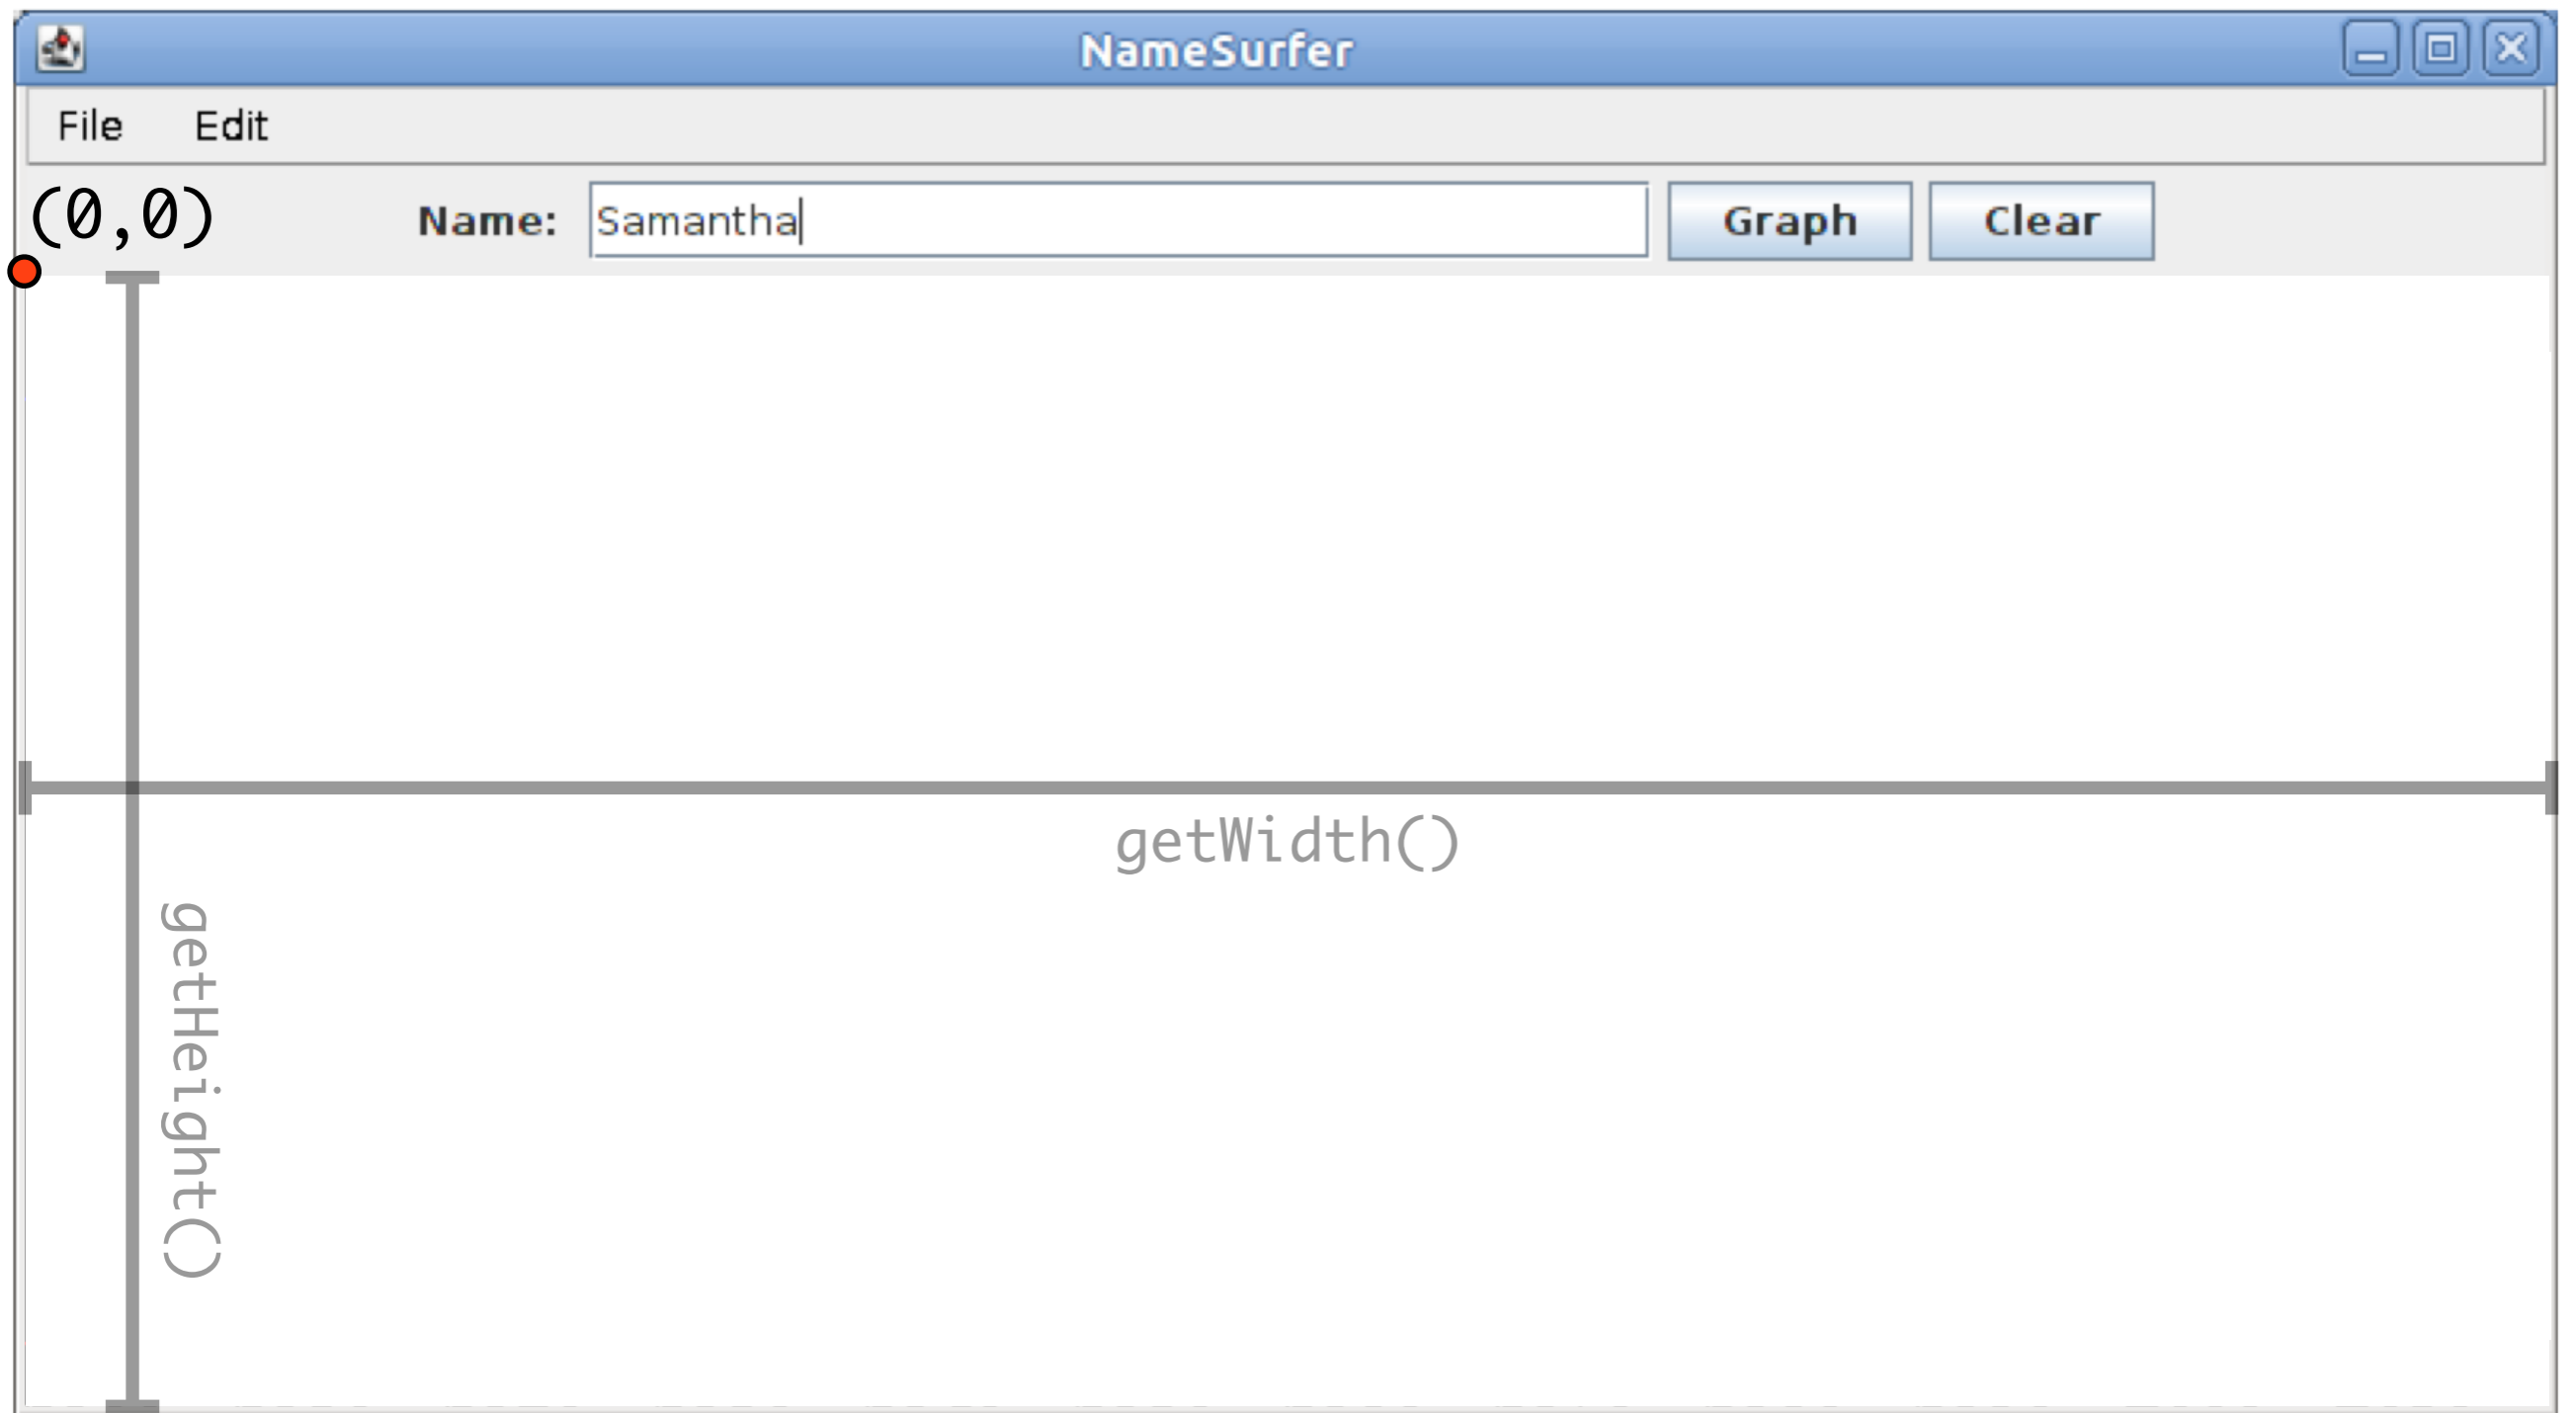 NameSurfer
File Edit
(0,0) Name: Samantha Graph Clear
getWidth()
getHeight()